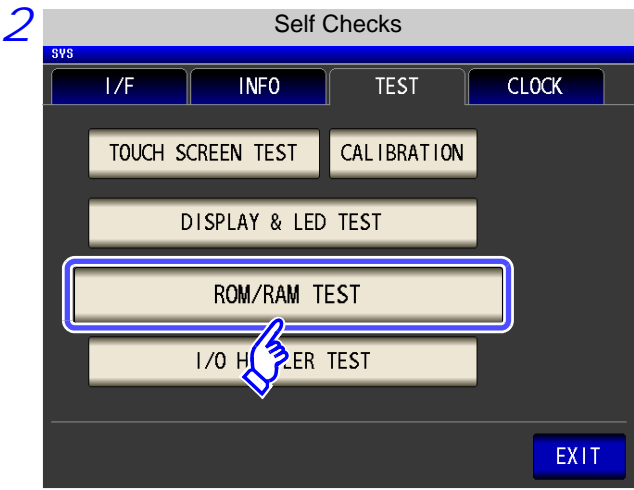 2
Self Checks
SYS
I/F INFO TEST CLOCK
TOUCH SCREEN TEST CALIBRATION
DISPLAY & LED TEST
ROM/RAM TEST
I/O TEST
EXIT